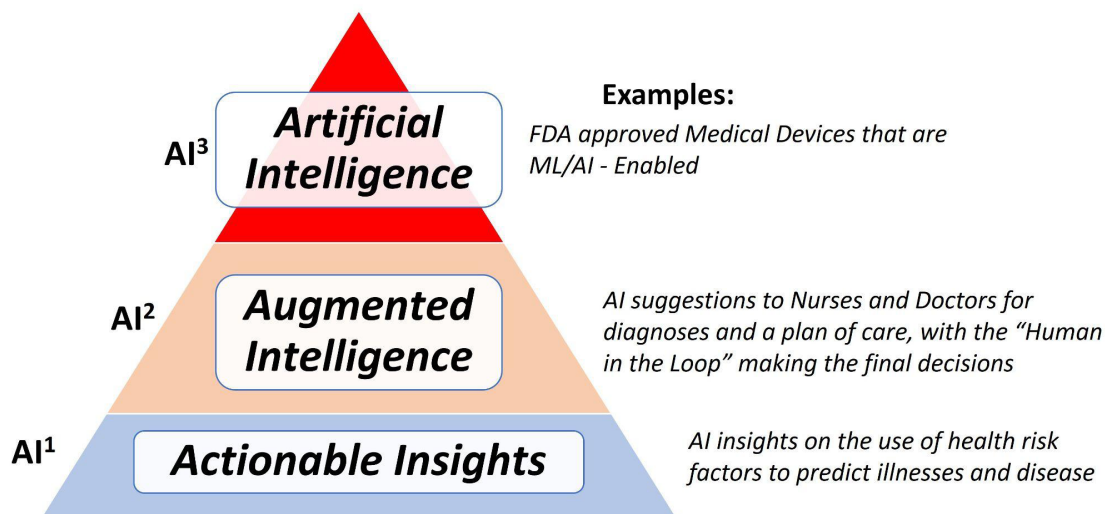 Examples:
AI³
Artificial
Intelligence
FDA approved Medical Devices that are
ML/AI - Enabled
AI²
Augmented
Intelligence
AI suggestions to Nurses and Doctors for
diagnoses and a plan of care, with the “Human
in the Loop” making the final decisions
AI¹
Actionable Insights
AI insights on the use of health risk
factors to predict illnesses and disease